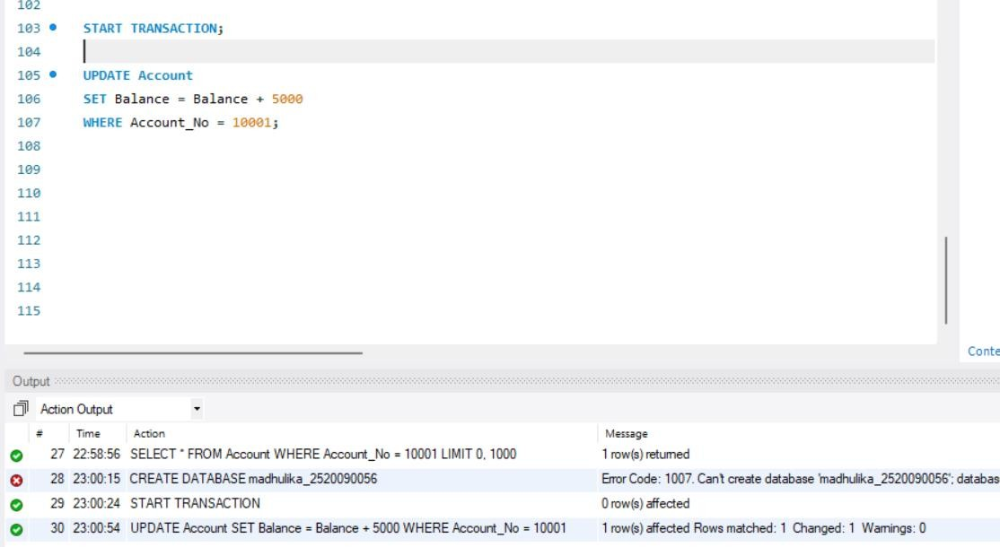 102
103 START TRANSACTION;
104
105 UPDATE Account
106 SET Balance = Balance + 5000
107 WHERE Account_No = 10001;
108
109
110
111
112
113
114
115
Conte
Output
Action Output
# Time Action Message
27 22:58:56 SELECT * FROM Account WHERE Account_No = 10001 LIMIT 0, 1000 1 row(s) returned
28 23:00:15 CREATE DATABASE madhulika_2520090056 Error Code: 1007. Can't create database 'madhulika_2520090056'; databas
29 23:00:24 START TRANSACTION 0 row(s) affected
30 23:00:54 UPDATE Account SET Balance = Balance + 5000 WHERE Account_No = 10001 1 row(s) affected Rows matched: 1 Changed: 1 Warnings: 0